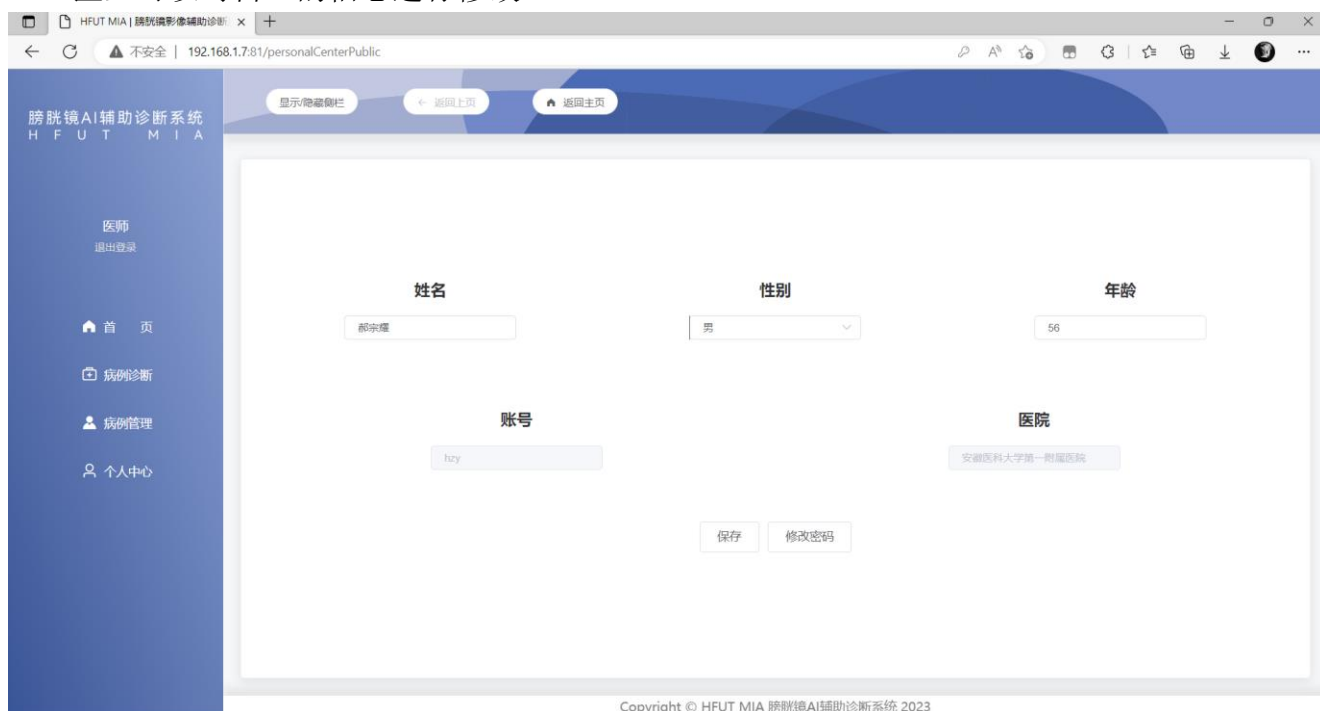 HFUT MIA | 膀胱镜影像辅助诊断
不安全 | 192.168.1.7:81/personalCenterPublic
膀胱镜AI辅助诊断系统
HFUT MIA
显示/隐藏侧栏
← 返回上页
返回主页
医师
退出登录
首 页
病例诊断
病例管理
个人中心
姓名 性别 年龄
郝宗耀 男 56
账号 医院
hzy 安徽医科大学第一附属医院
保存 修改密码
Copyright © HFUT MIA 膀胱镜AI辅助诊断系统 2023